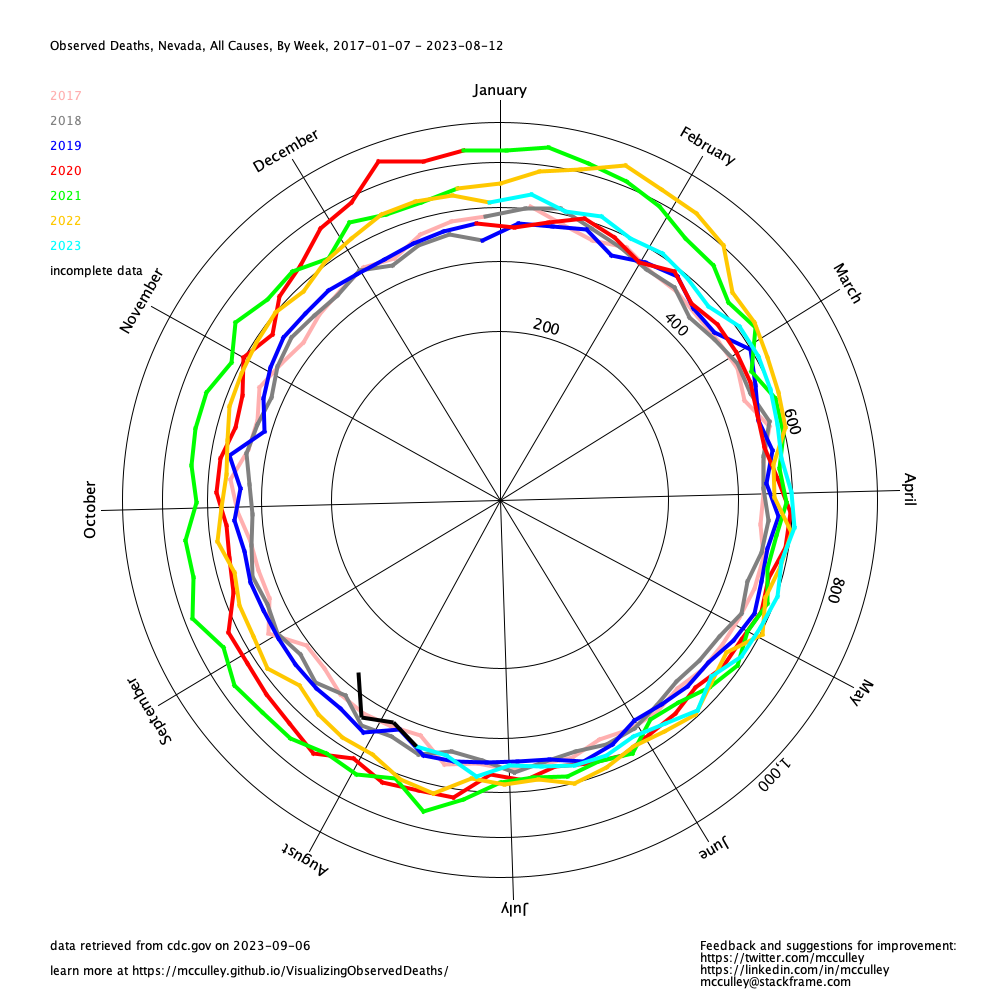 Observed Deaths, Nevada, All Causes, By Week, 2017-01-07 - 2023-08-12
2017
2018
2019
2020
2021
2022
2023
incomplete data
January
February
March
April
May
June
July
August
September
October
November
December
200
400
600
800
1,000
data retrieved from cdc.gov on 2023-09-06
learn more at https://mcculley.github.io/VisualizingObservedDeaths/
Feedback and suggestions for improvement:
https://twitter.com/mcculley
https://linkedin.com/in/mcculley
mcculley@stackframe.com